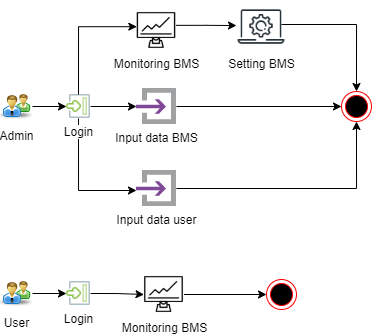 Monitoring BMS
Setting BMS
Admin
Login
Input data BMS
Input data user
User
Login
Monitoring BMS